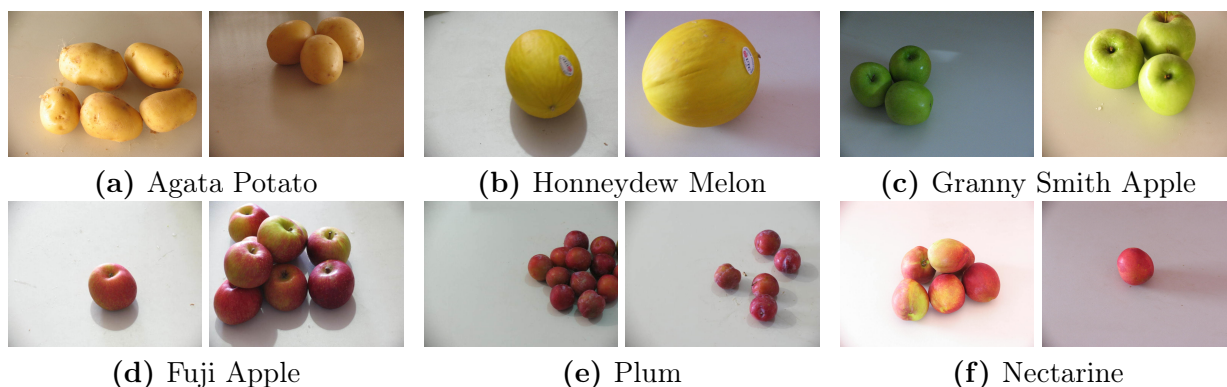 (a) Agata Potato
(b) Honneydew Melon
(c) Granny Smith Apple
(d) Fuji Apple
(e) Plum
(f) Nectarine